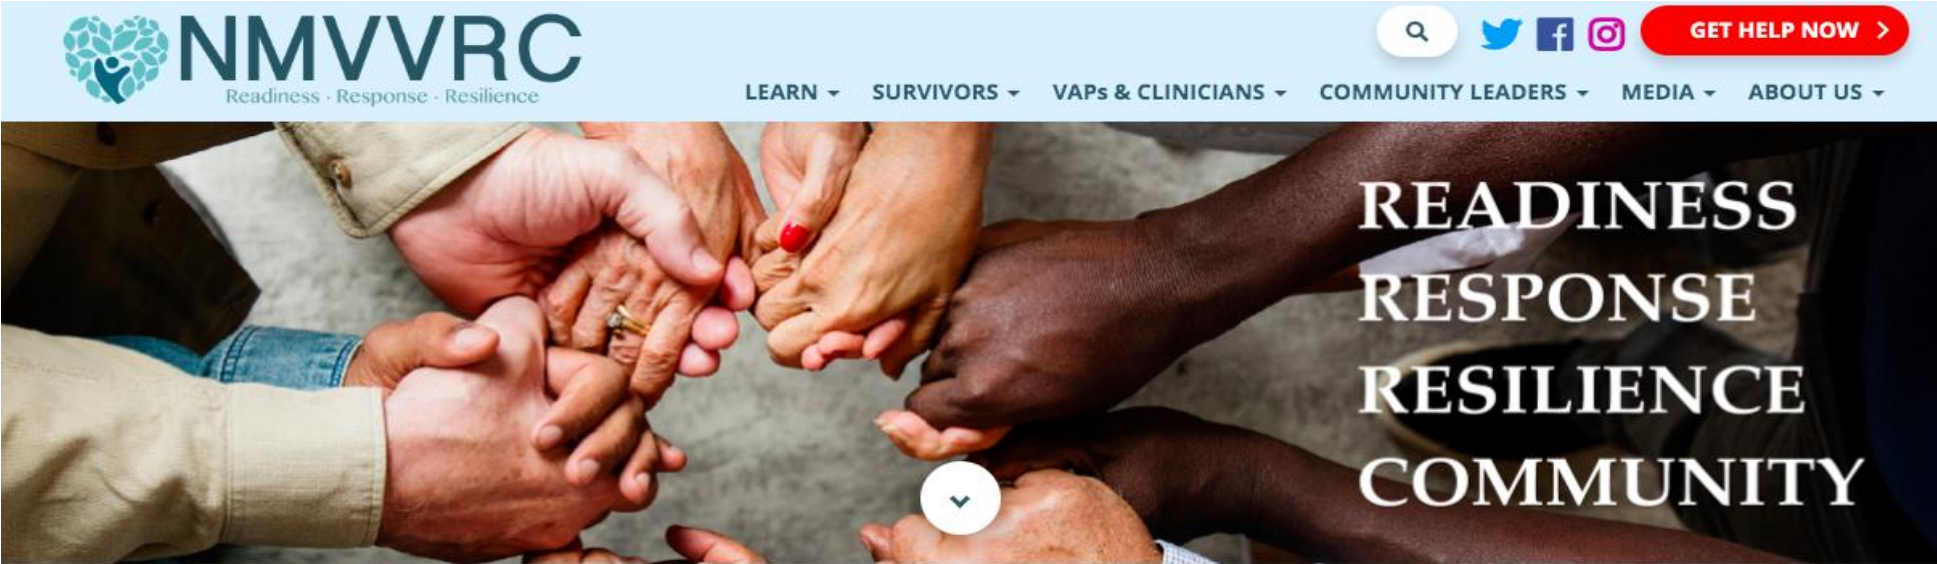 NMVVRC
Readiness · Response · Resilience
GET HELP NOW
LEARN
SURVIVORS
VAPs & CLINICIANS
COMMUNITY LEADERS
MEDIA
ABOUT US
READINESS
RESPONSE
RESILIENCE
COMMUNITY